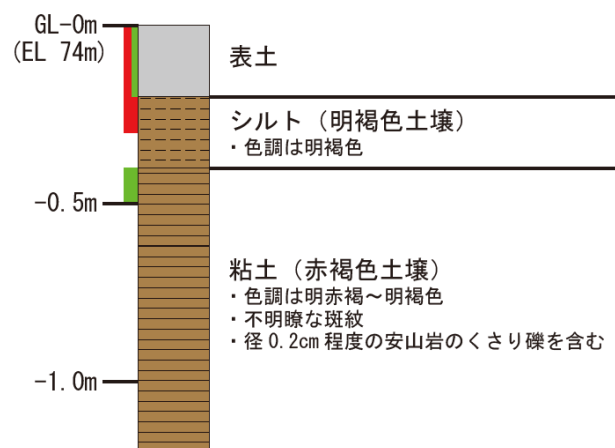 GL-0m
(EL 74m)
表土
シルト（明褐色土壌）
・色調は明褐色
-0.5m
粘土（赤褐色土壌）
・色調は明赤褐～明褐色
・不明瞭な斑紋
・径0.2cm程度の安山岩のくさり礫を含む
-1.0m